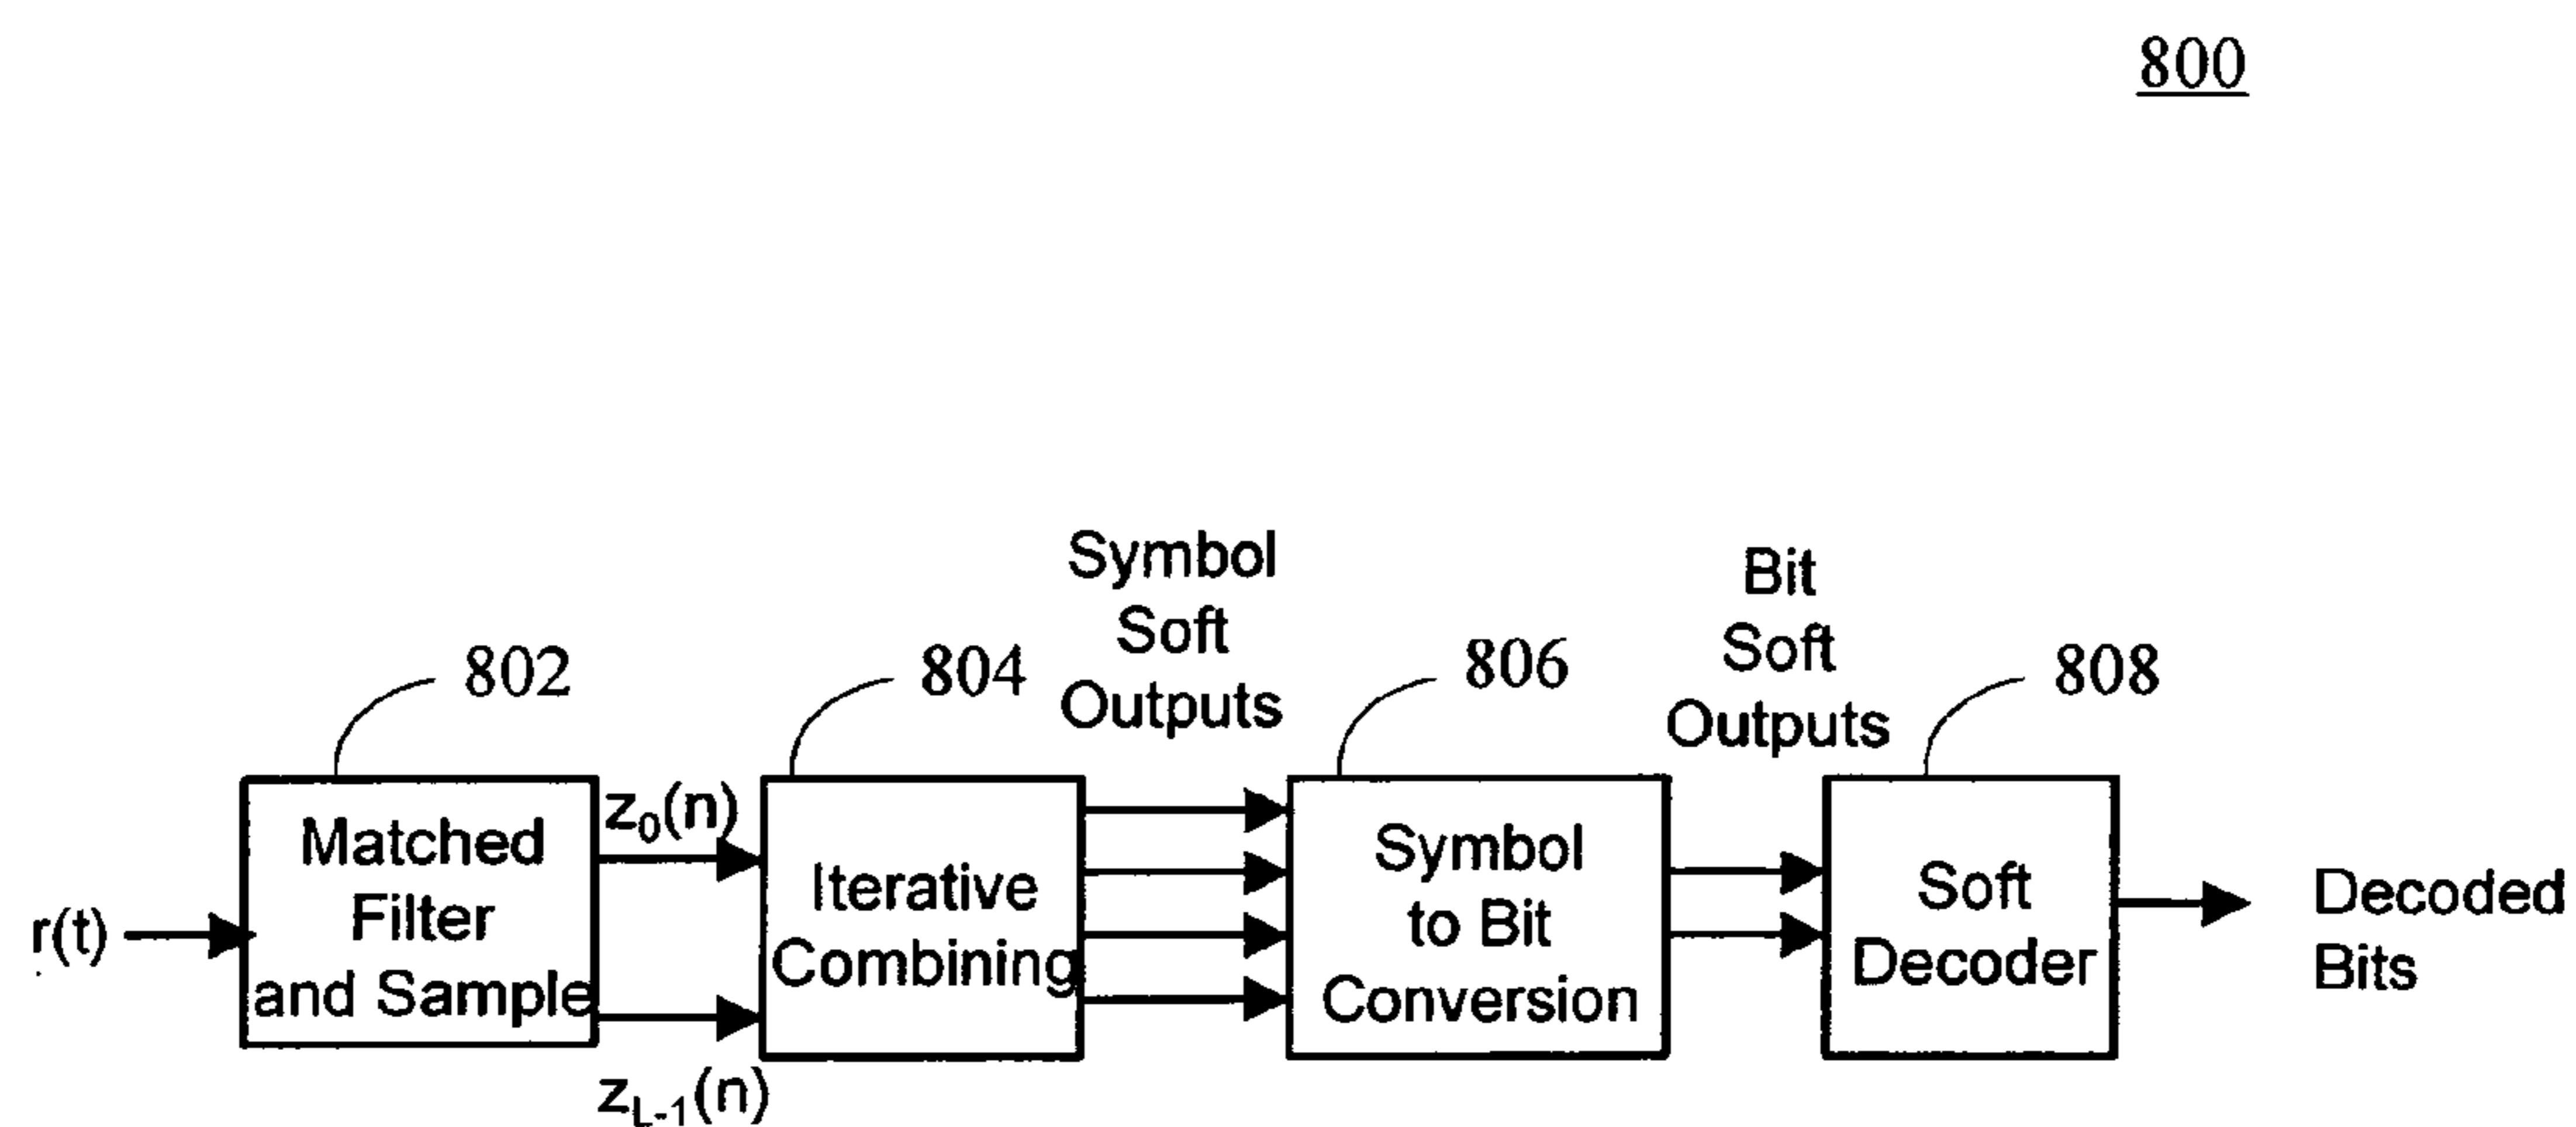 800
Symbol
Soft
Outputs
Bit
Soft
Outputs
802
804
806
808
r(t)
Matched
Filter
and Sample
z₀(n)
z_{L-1}(n)
Iterative
Combining
Symbol
to Bit
Conversion
Soft
Decoder
Decoded
Bits